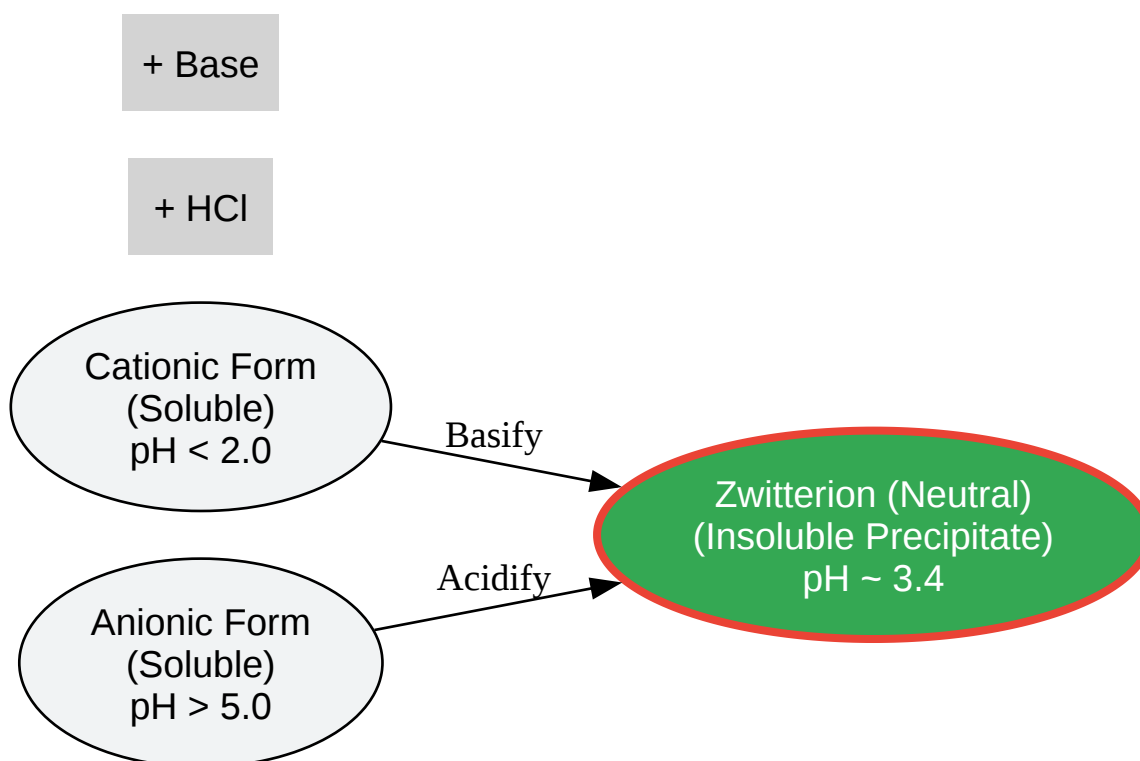 + Base
+ HCl
Cationic Form
(Soluble)
pH < 2.0
Basify
Zwitterion (Neutral)
(Insoluble Precipitate)
pH ~ 3.4
Acidify
Anionic Form
(Soluble)
pH > 5.0